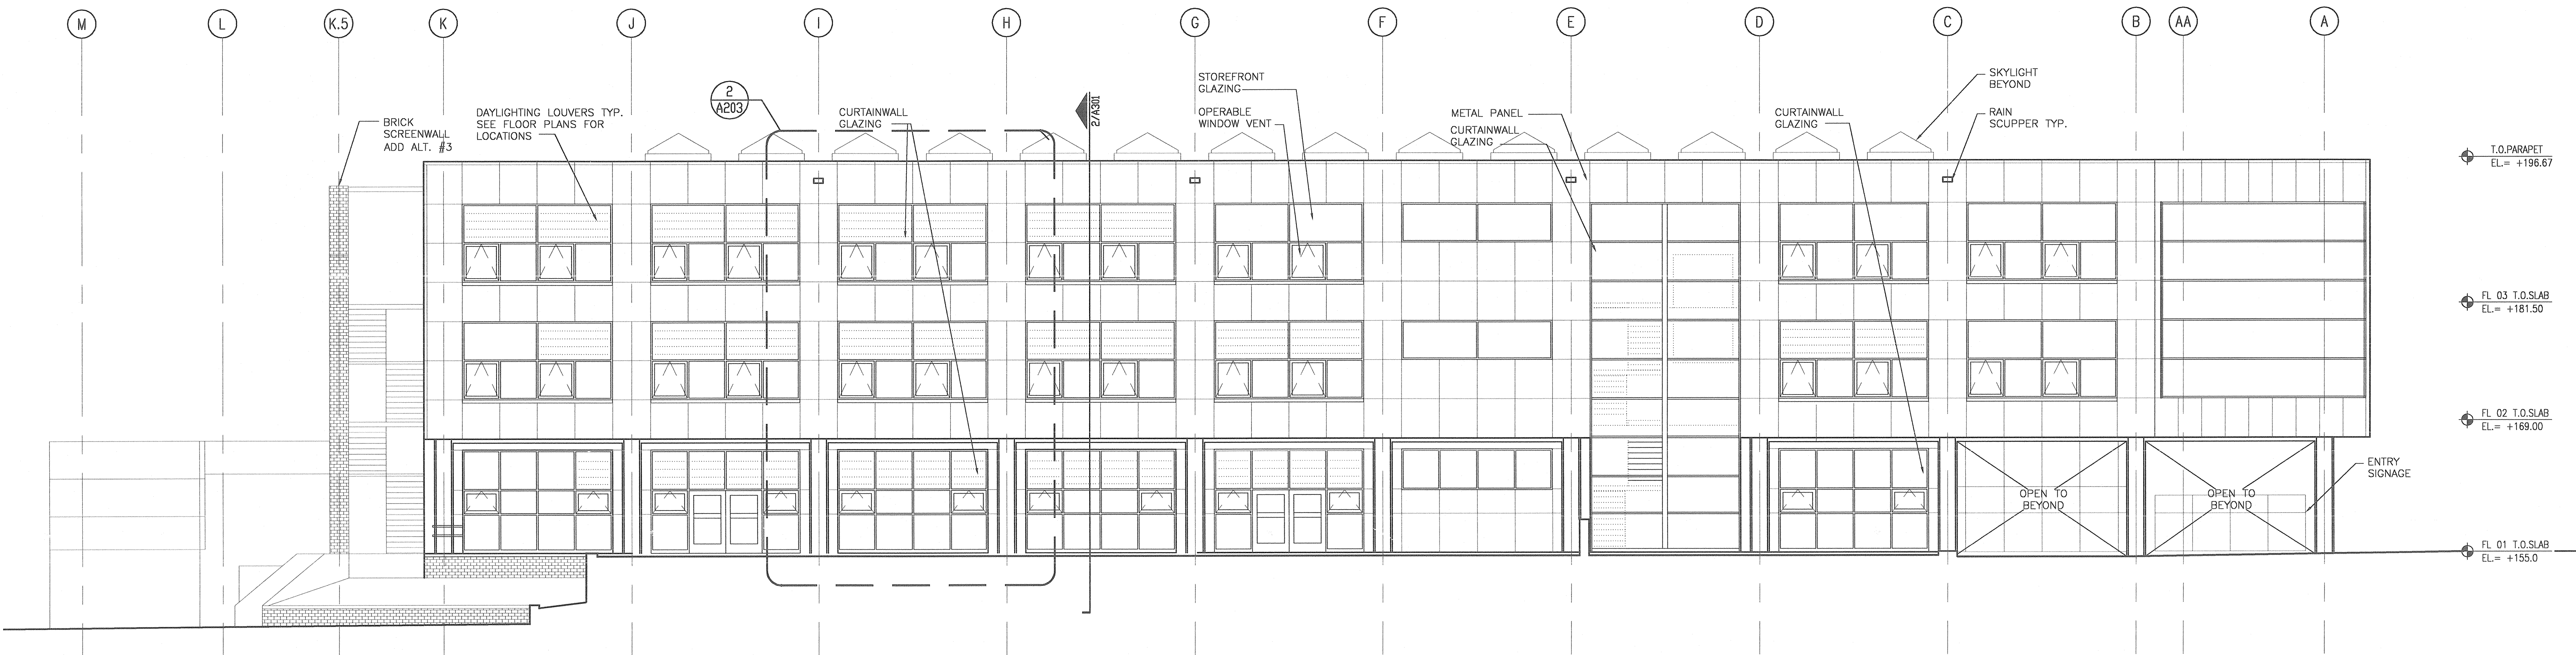 M
L
K.5
K
J
I
H
G
F
E
D
C
B
AA
A
2
A203
2/A301
BRICK
SCREENWALL
ADD ALT. #3
DAYLIGHTING LOUVERS TYP.
SEE FLOOR PLANS FOR
LOCATIONS
CURTAINWALL
GLAZING
STOREFRONT
GLAZING
OPERABLE
WINDOW VENT
METAL PANEL
CURTAINWALL
GLAZING
CURTAINWALL
GLAZING
SKYLIGHT
BEYOND
RAIN
SCUPPER TYP.
T.O.PARAPET
EL.= +196.67
FL 03 T.O.SLAB
EL.= +181.50
FL 02 T.O.SLAB
EL.= +169.00
ENTRY
SIGNAGE
OPEN TO
BEYOND
OPEN TO
BEYOND
FL 01 T.O.SLAB
EL.= +155.0